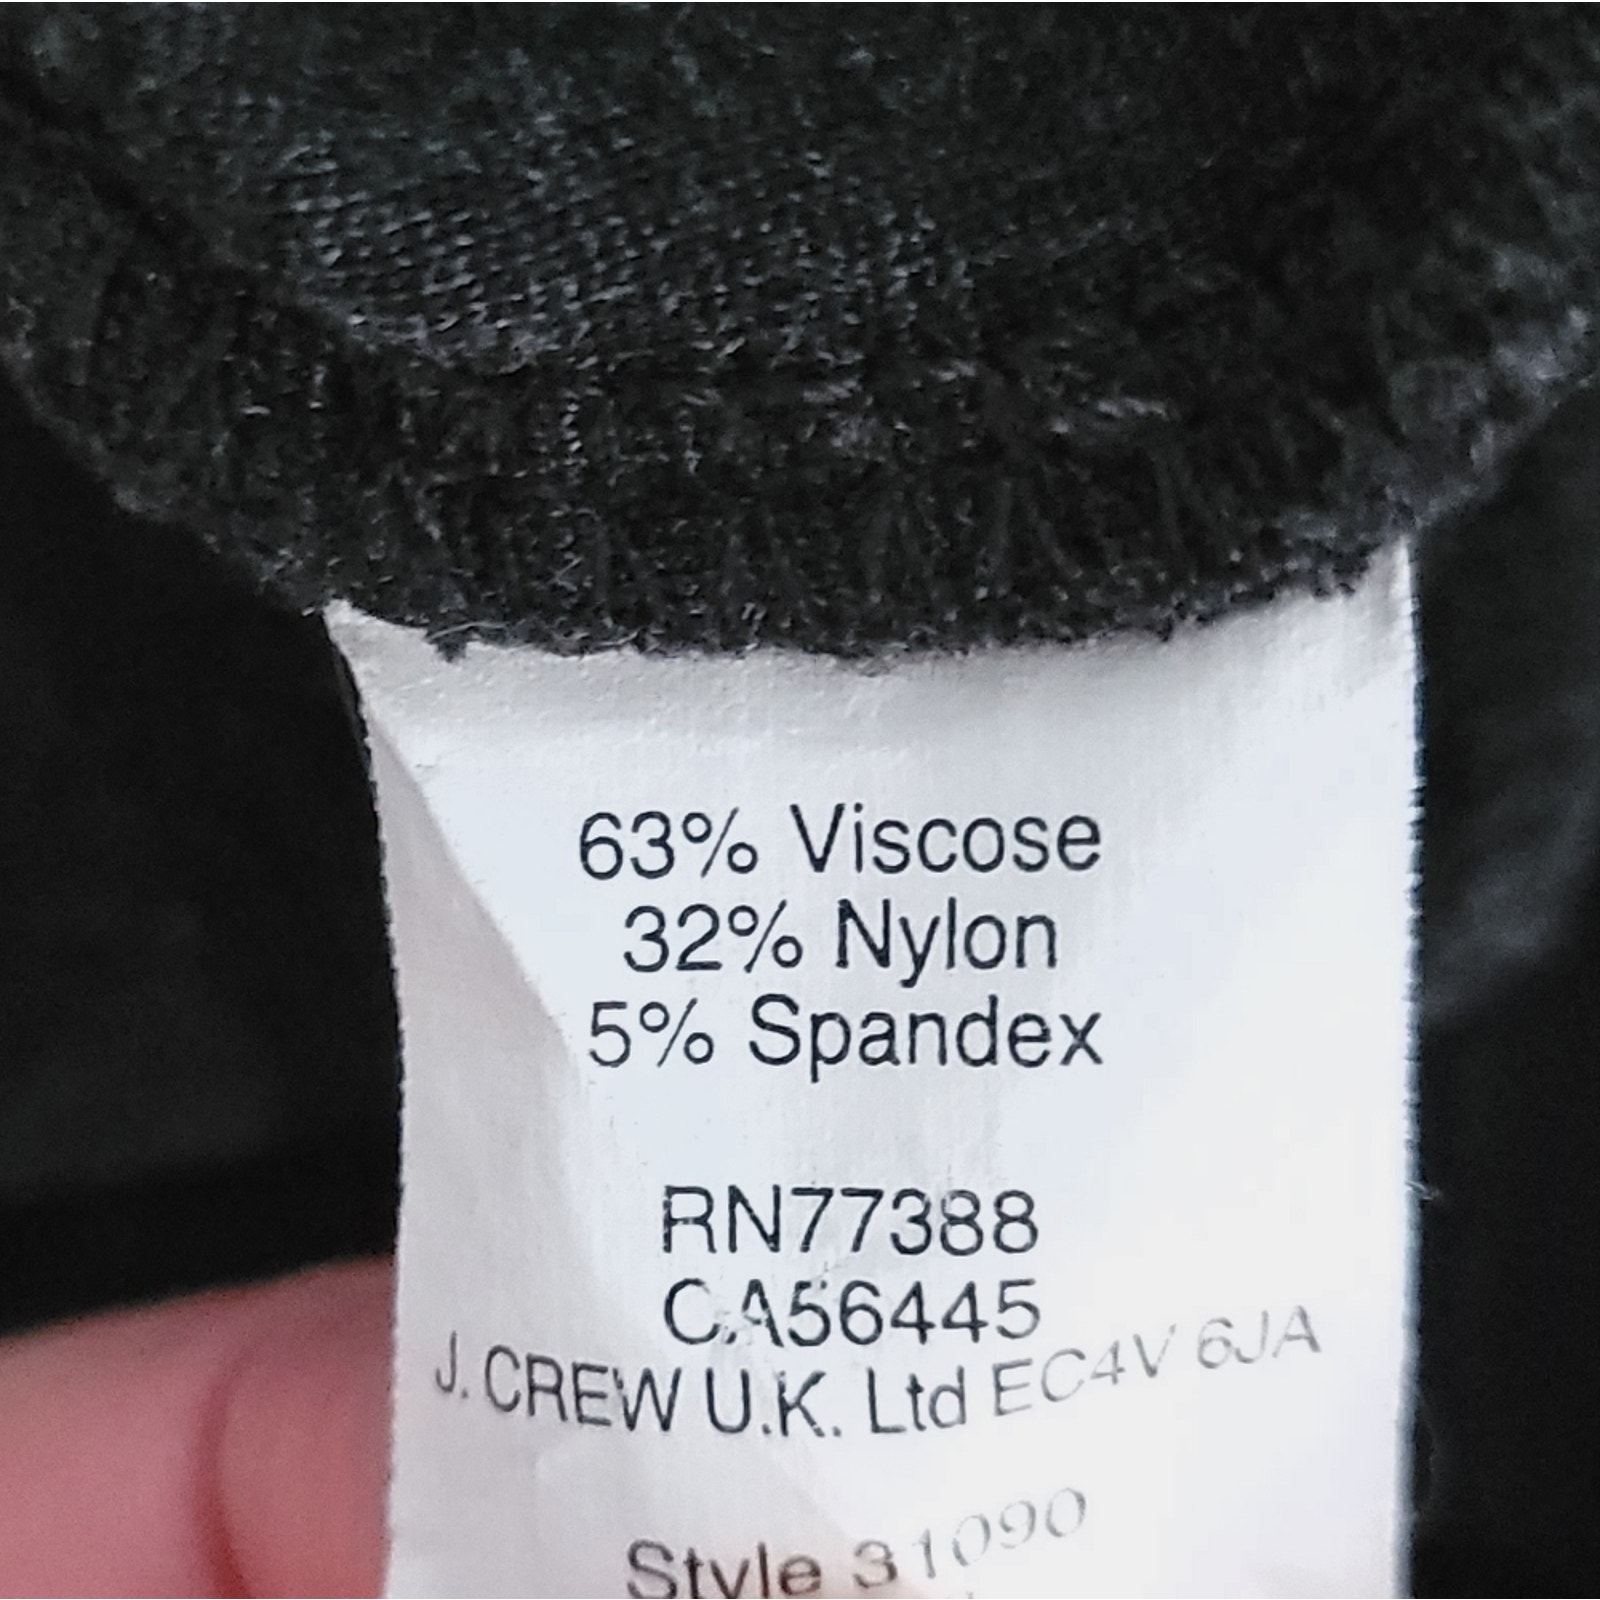 63% Viscose
32% Nylon
5% Spandex
RN77388
CA56445
J. CREW U.K. Ltd EC4V 6JA
Style 31090